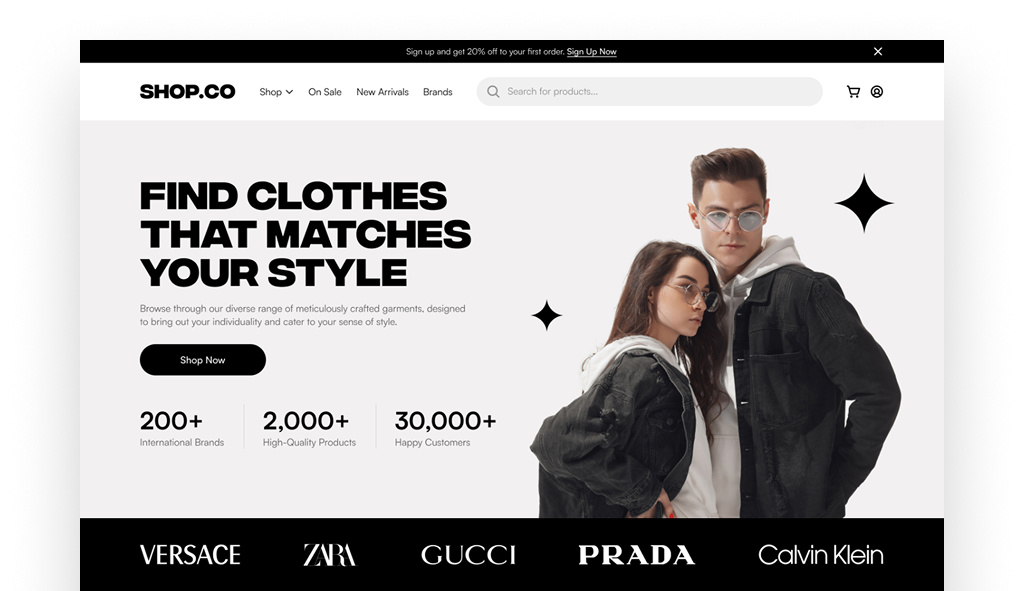 Sign up and get 20% off to your first order. Sign Up Now
SHOP.CO
Shop
On Sale
New Arrivals
Brands
Search for products...
FIND CLOTHES
THAT MATCHES
YOUR STYLE
Browse through our diverse range of meticulously crafted garments, designed
to bring out your individuality and cater to your sense of style.
Shop Now
200+
International Brands
2,000+
High-Quality Products
30,000+
Happy Customers
VERSACE
ZARA
GUCCI
PRADA
Calvin Klein